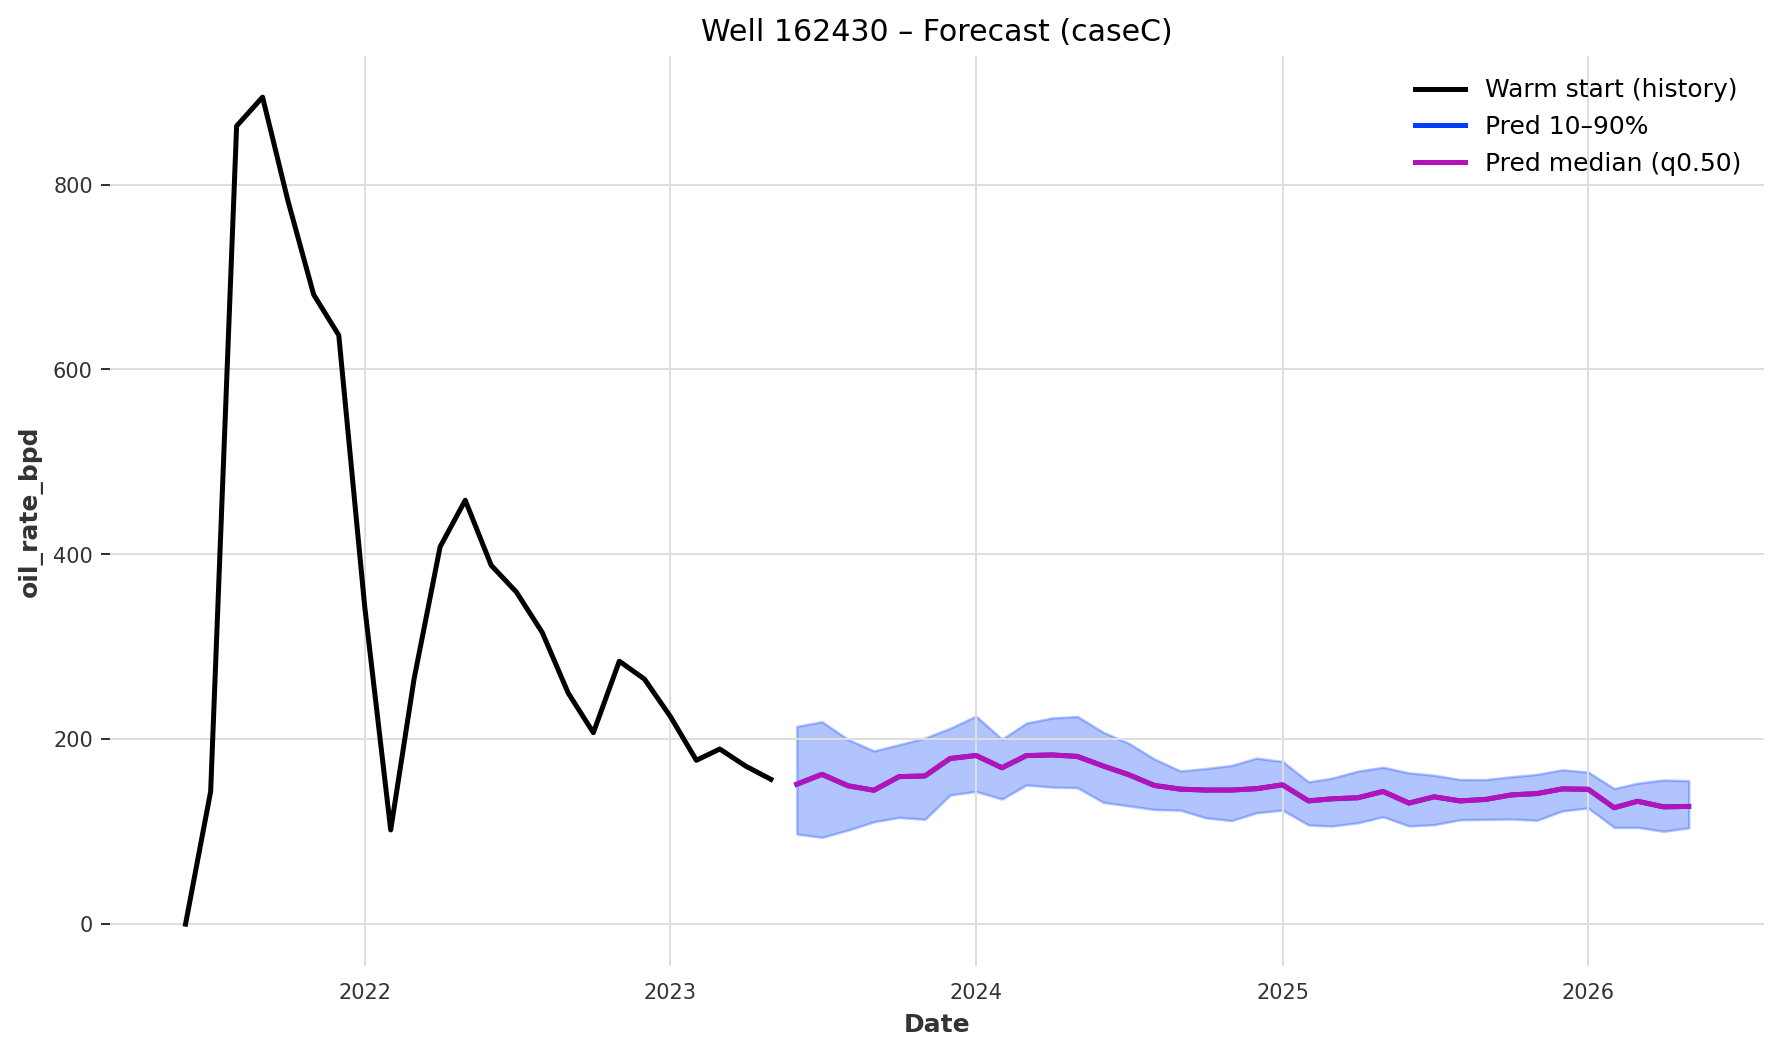 Well 162430 – Forecast (caseC)
Warm start (history)
Pred 10–90%
Pred median (q0.50)
oil_rate_bpd
800
600
400
200
0
2022
2023
2024
2025
2026
Date